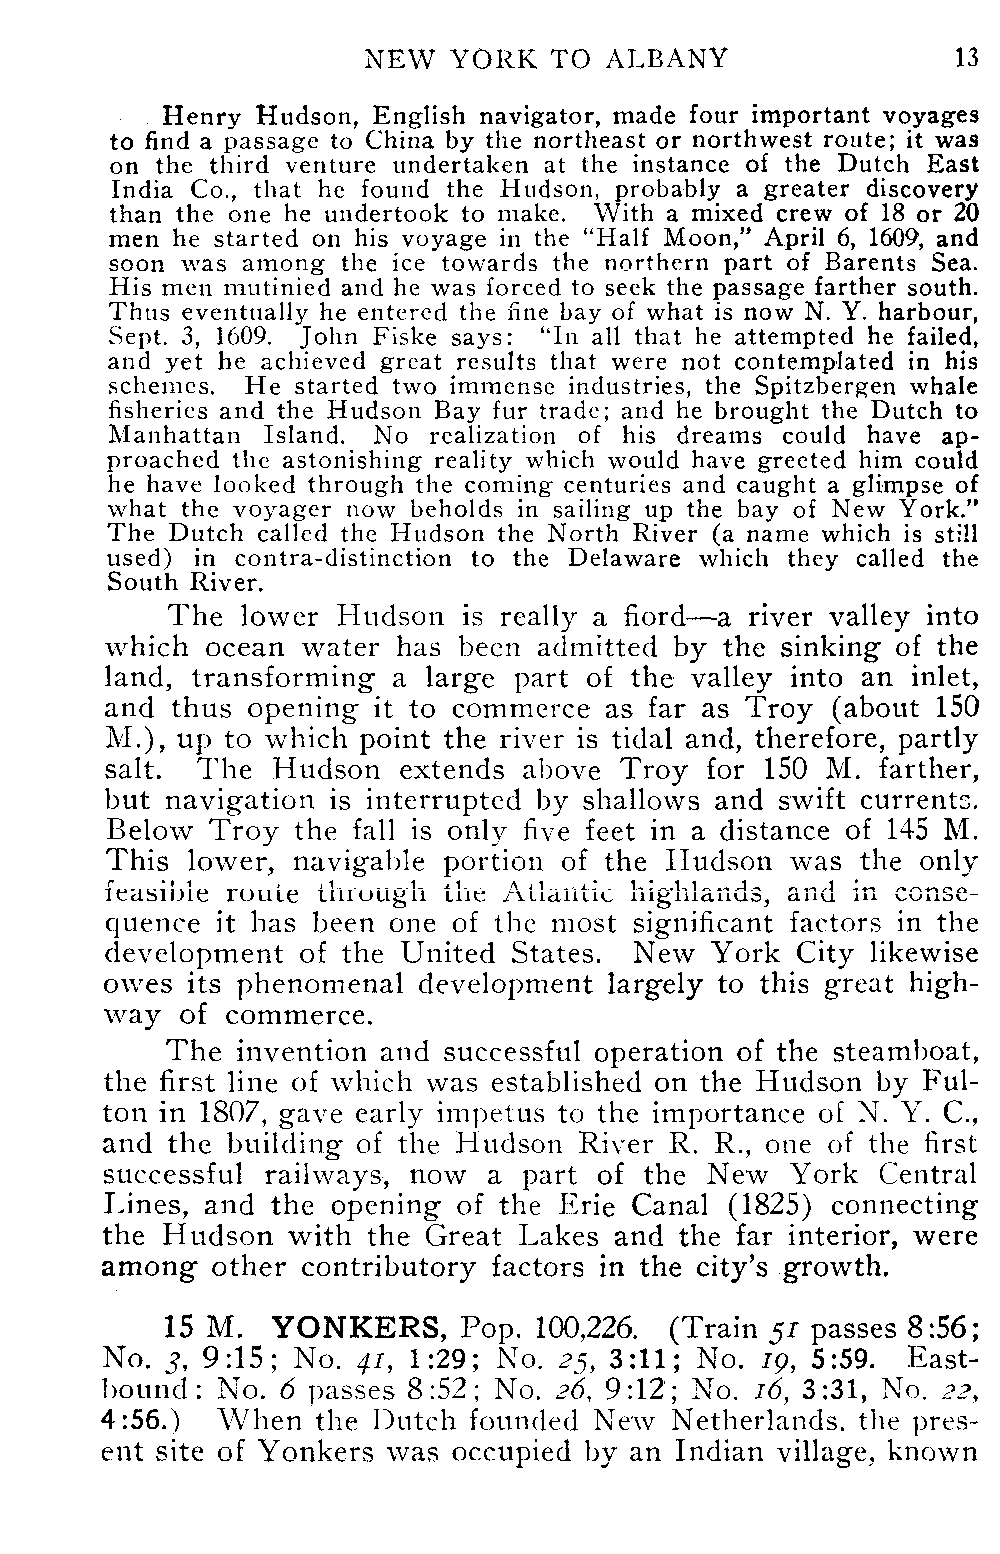 NEW YORK TO ALBANY 13
Henry Hudson, English navigator, made four important voyages
to find a passage to China by the northeast or northwest route; it was
on the third venture undertaken at the instance of the Dutch East
India Co., that he found the Hudson, probably a greater discovery
than the one he undertook to make. With a mixed crew of 18 or 20
men he started on his voyage in the “Half Moon,” April 6, 1609, and
soon was among the ice towards the northern part of Barents Sea.
His men mutinied and he was forced to seek the passage farther south.
Thus eventually he entered the fine bay of what is now N. Y. harbour,
Sept. 3, 1609. John Fiske says: “In all that he attempted he failed,
and yet he achieved great results that were not contemplated in his
schemes. He started two immense industries, the Spitzbergen whale
fisheries and the Hudson Bay fur trade; and he brought the Dutch to
Manhattan Island. No realization of his dreams could have ap-
proached the astonishing reality which would have greeted him could
he have looked through the coming centuries and caught a glimpse of
what the voyager now beholds in sailing up the bay of New York.”
The Dutch called the Hudson the North River (a name which is still
used) in contra-distinction to the Delaware which they called the
South River.
The lower Hudson is really a fiord—a river valley into
which ocean water has been admitted by the sinking of the
land, transforming a large part of the valley into an inlet,
and thus opening it to commerce as far as Troy (about 150
M.), up to which point the river is tidal and, therefore, partly
salt. The Hudson extends above Troy for 150 M. farther,
but navigation is interrupted by shallows and swift currents.
Below Troy the fall is only five feet in a distance of 145 M.
This lower, navigable portion of the Hudson was the only
feasible route through the Atlantic highlands, and in conse-
quence it has been one of the most significant factors in the
development of the United States. New York City likewise
owes its phenomenal development largely to this great high-
way of commerce.
The invention and successful operation of the steamboat,
the first line of which was established on the Hudson by Ful-
ton in 1807, gave early impetus to the importance of N. Y. C.,
and the building of the Hudson River R. R., one of the first
successful railways, now a part of the New York Central
Lines, and the opening of the Erie Canal (1825) connecting
the Hudson with the Great Lakes and the far interior, were
among other contributory factors in the city’s growth.
15 M. YONKERS, Pop. 100,226. (Train 51 passes 8:56;
No. 3, 9:15; No. 41, 1:29; No. 25, 3:11; No. 19, 5:59. East-
bound: No. 6 passes 8:52; No. 26, 9:12; No. 16, 3:31, No. 22,
4:56.) When the Dutch founded New Netherlands, the pres-
ent site of Yonkers was occupied by an Indian village, known